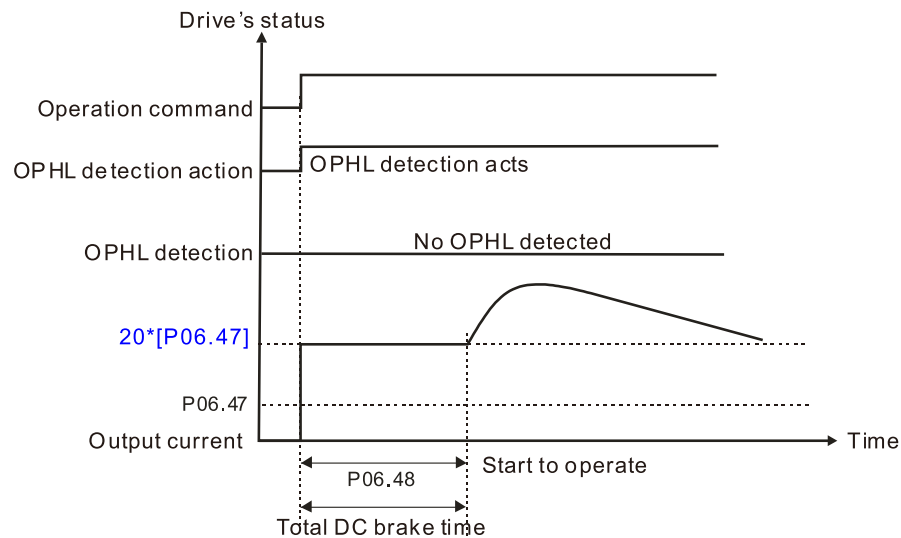 Drive's status
Operation command
OPHL detection action
OPHL detection acts
OPHL detection
No OPHL detected
20*[P06.47]
P06.47
Output current
Time
P06.48
Start to operate
Total DC brake time